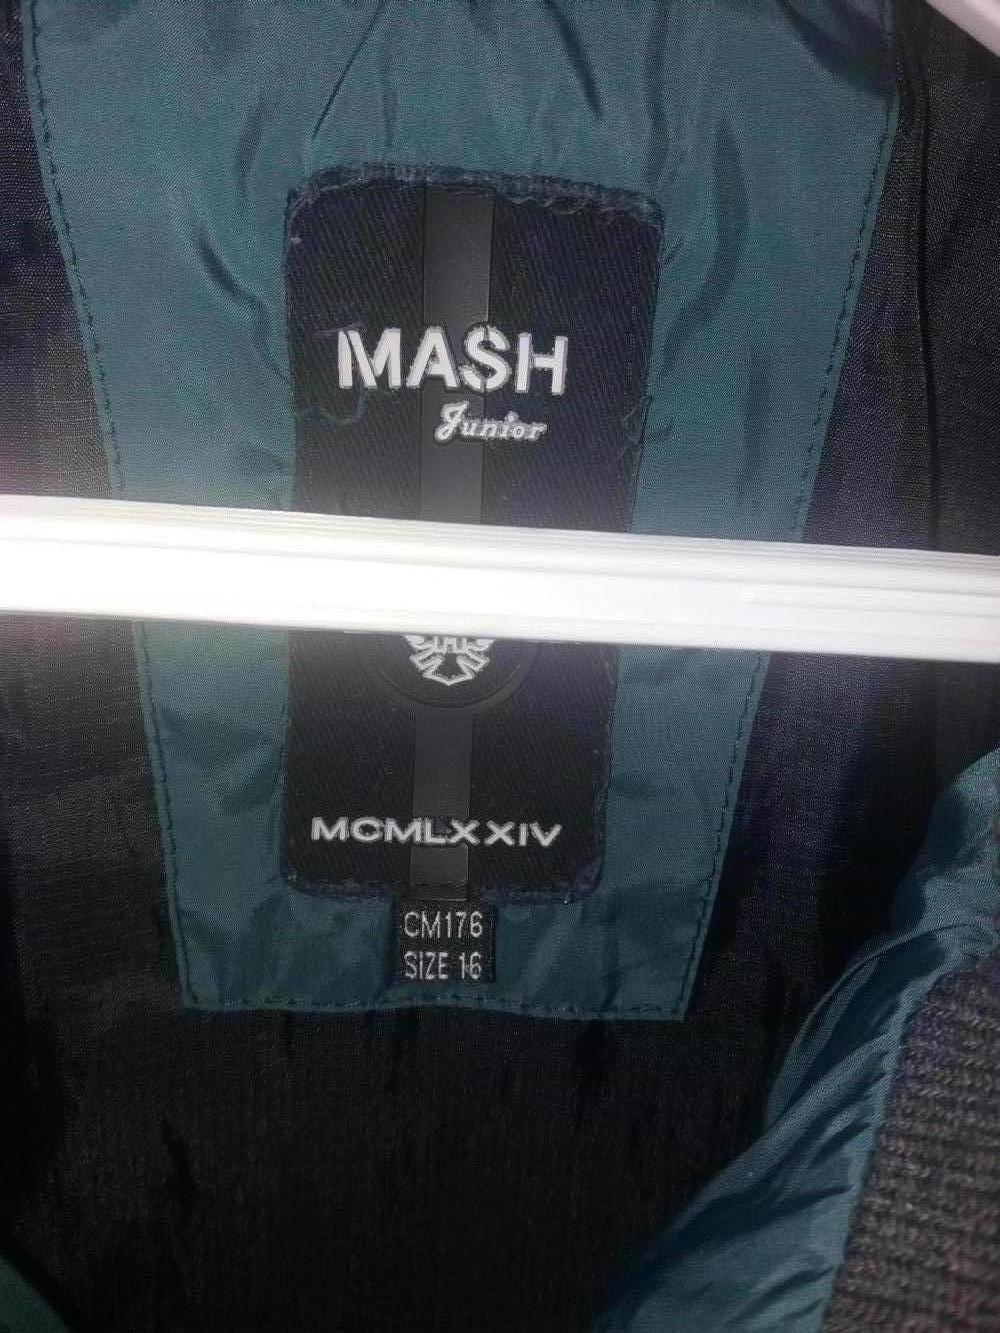 MASH
Junior
MCMLXXIV
CM176
SIZE 16